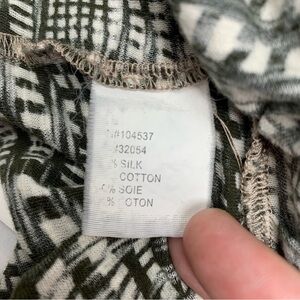 #104537
#32054
% SILK
COTTON
% SOIE
% COTON